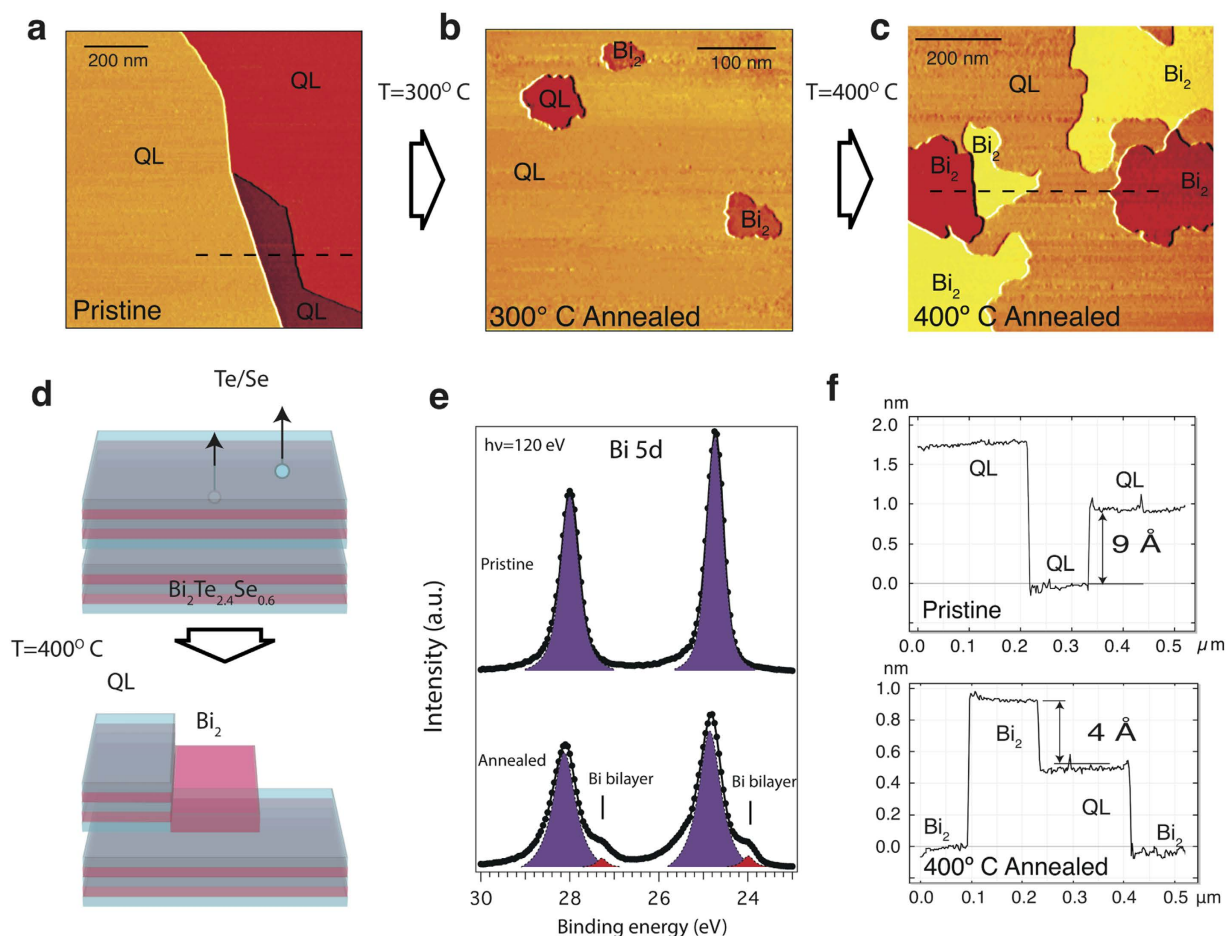 a
200 nm
QL
QL
QL
Pristine
T=300° C
b
100 nm
Bi₂
QL
QL
Bi₂
300° C Annealed
T=400° C
c
200 nm
QL
Bi₂
Bi₂
Bi₂
Bi₂
Bi₂
400° C Annealed
d
Te/Se
Bi₂Te₂.₄Se₀.₆
T=400° C
QL
Bi₂
e
hν=120 eV
Bi 5d
Pristine
Annealed
Bi bilayer
Bi bilayer
Intensity (a.u.)
30 28 26 24
Binding energy (eV)
f
nm
2.0
1.5
1.0
0.5
0.0
QL
QL
QL
9 Å
Pristine
0.0 0.1 0.2 0.3 0.4 μm
nm
1.0
0.8
0.6
0.4
0.2
0.0
Bi₂
4 Å
QL
Bi₂
Bi₂
400° C Annealed
0.0 0.1 0.2 0.3 0.4 0.5 μm